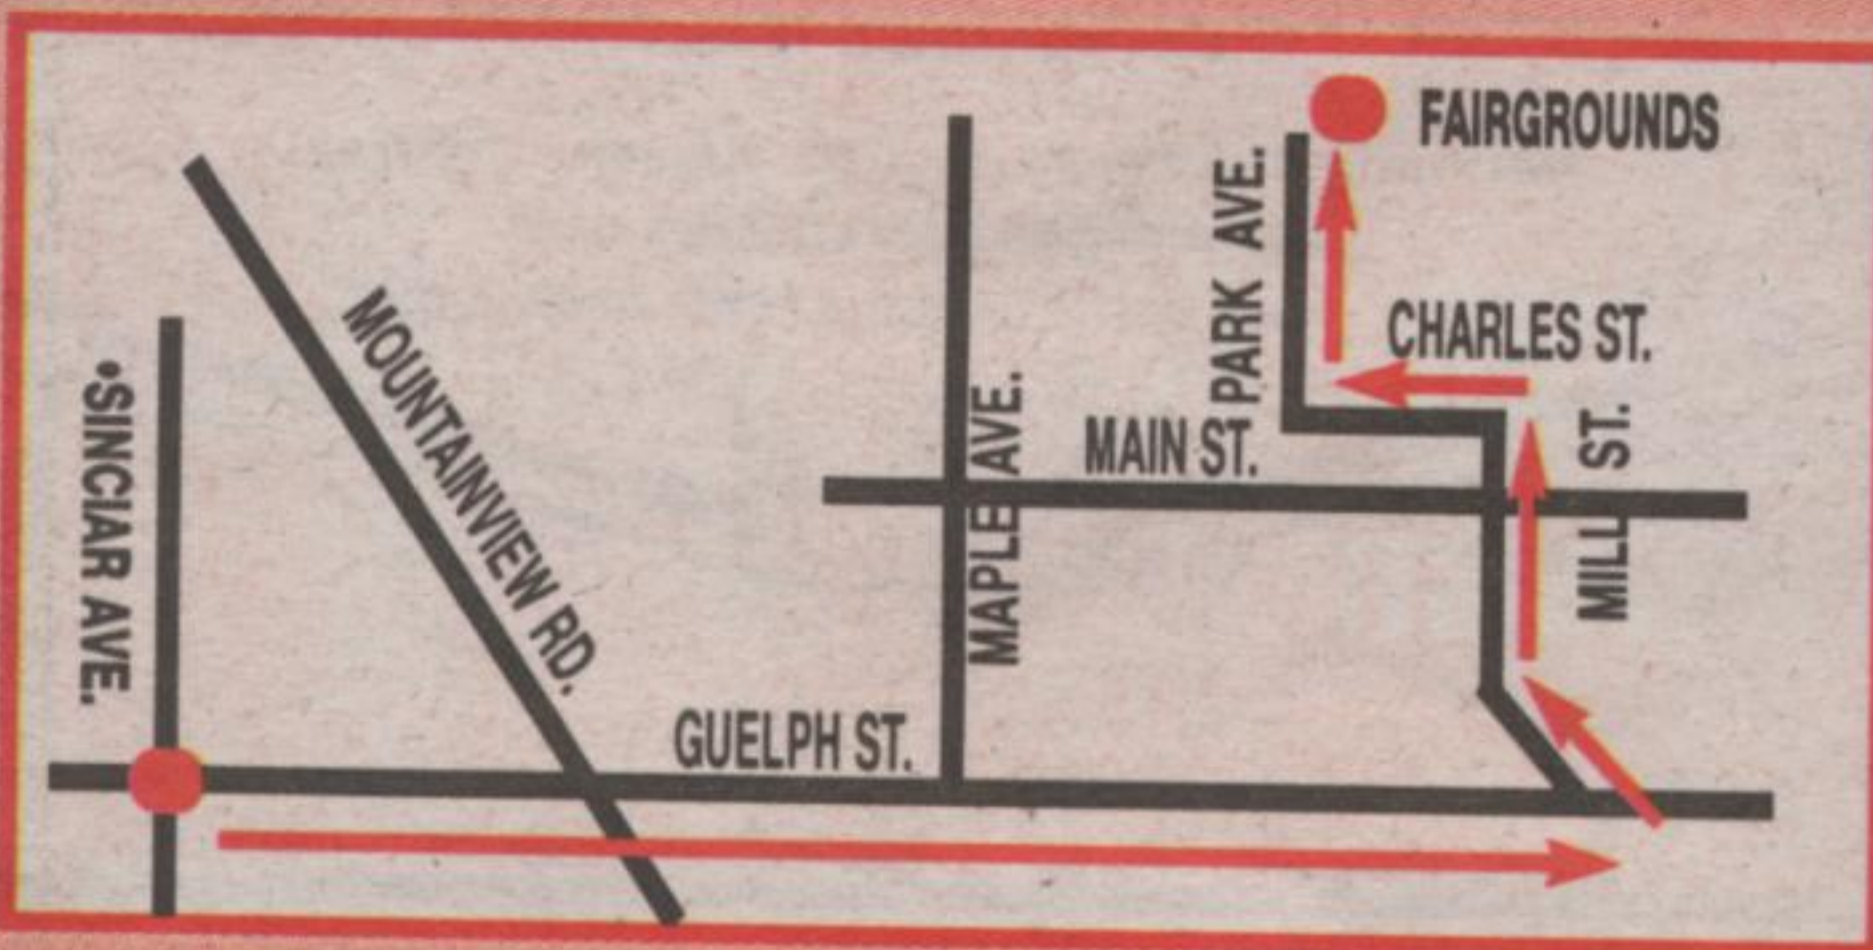 FAIRGROUNDS
PARK AVE.
CHARLES ST.
•SINCIAR AVE.
MOUNTAINVIEW RD.
MAPLE AVE.
MAIN ST.
MILL ST.
GUELPH ST.